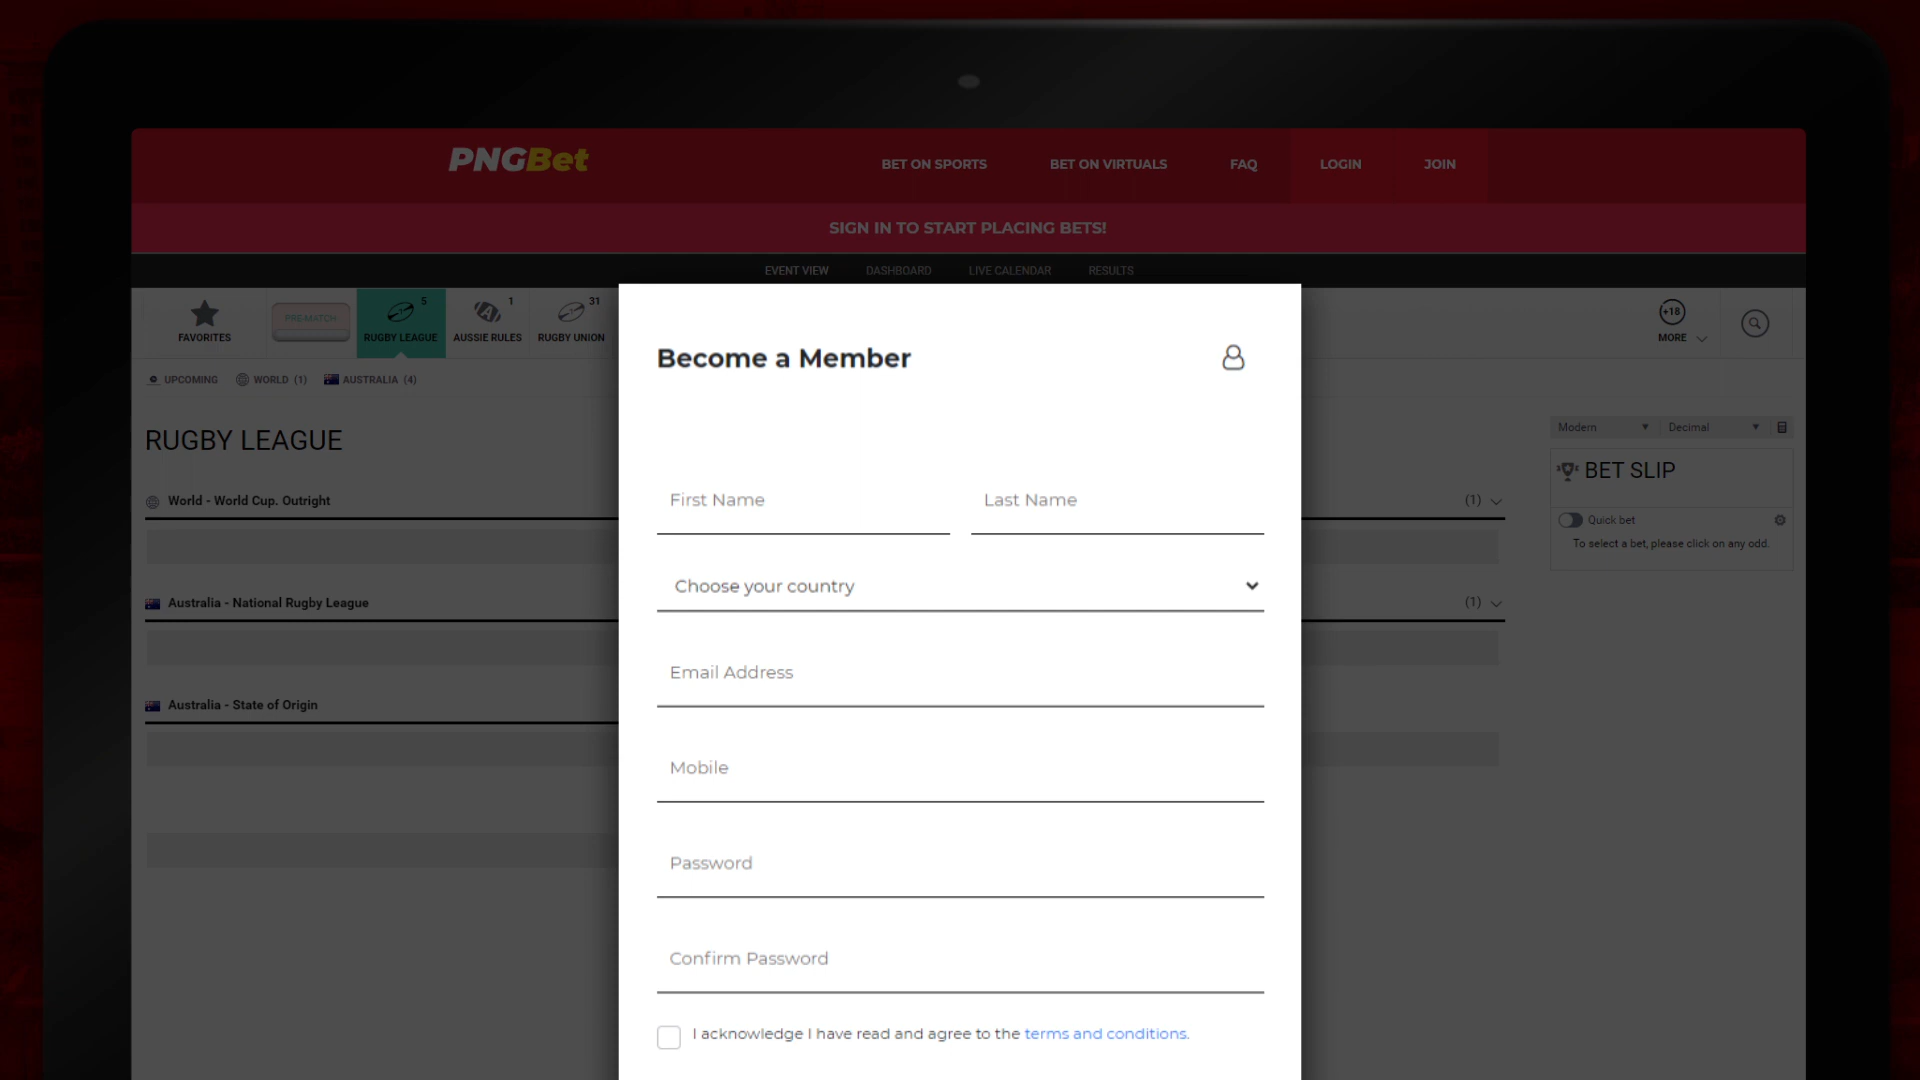 PNGBet
BET ON SPORTS
BET ON VIRTUALS
FAQ
LOGIN
JOIN
SIGN IN TO START PLACING BETS!
EVENT VIEW
DASHBOARD
LIVE CALENDAR
RESULTS
FAVORITES
PRE-MATCH
5
RUGBY LEAGUE
1
AUSSIE RULES
31
RUGBY UNION
+18
MORE
UPCOMING
WORLD (1)
AUSTRALIA (4)
RUGBY LEAGUE
World - World Cup. Outright
(1)
Australia - National Rugby League
(1)
Australia - State of Origin
Modern
Decimal
BET SLIP
Quick bet
To select a bet, please click on any odd.
Become a Member
First Name
Last Name
Choose your country
Email Address
Mobile
Password
Confirm Password
I acknowledge I have read and agree to the terms and conditions.